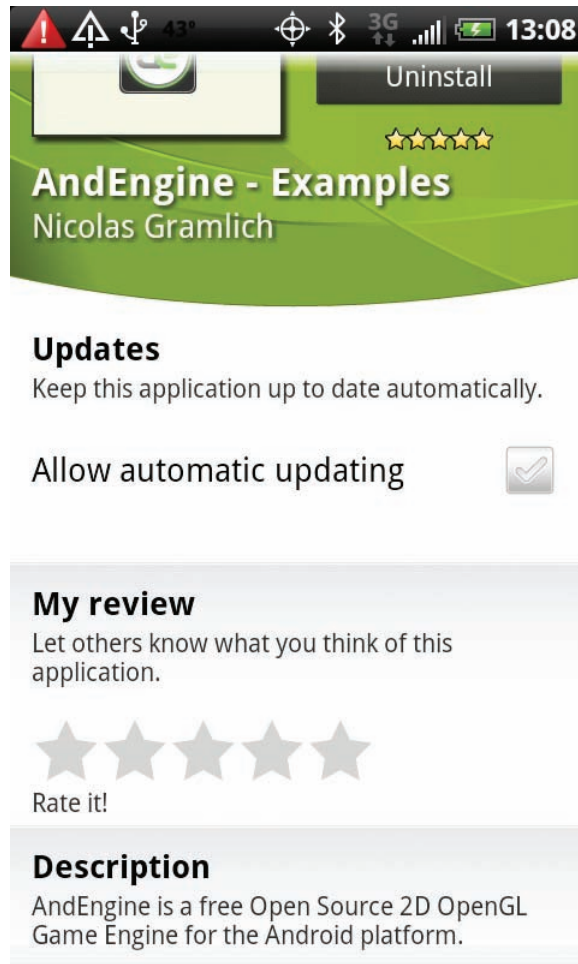 43° 3G 13:08
Uninstall
AndEngine - Examples
Nicolas Gramlich
Updates
Keep this application up to date automatically.
Allow automatic updating
My review
Let others know what you think of this
application.
Rate it!
Description
AndEngine is a free Open Source 2D OpenGL
Game Engine for the Android platform.